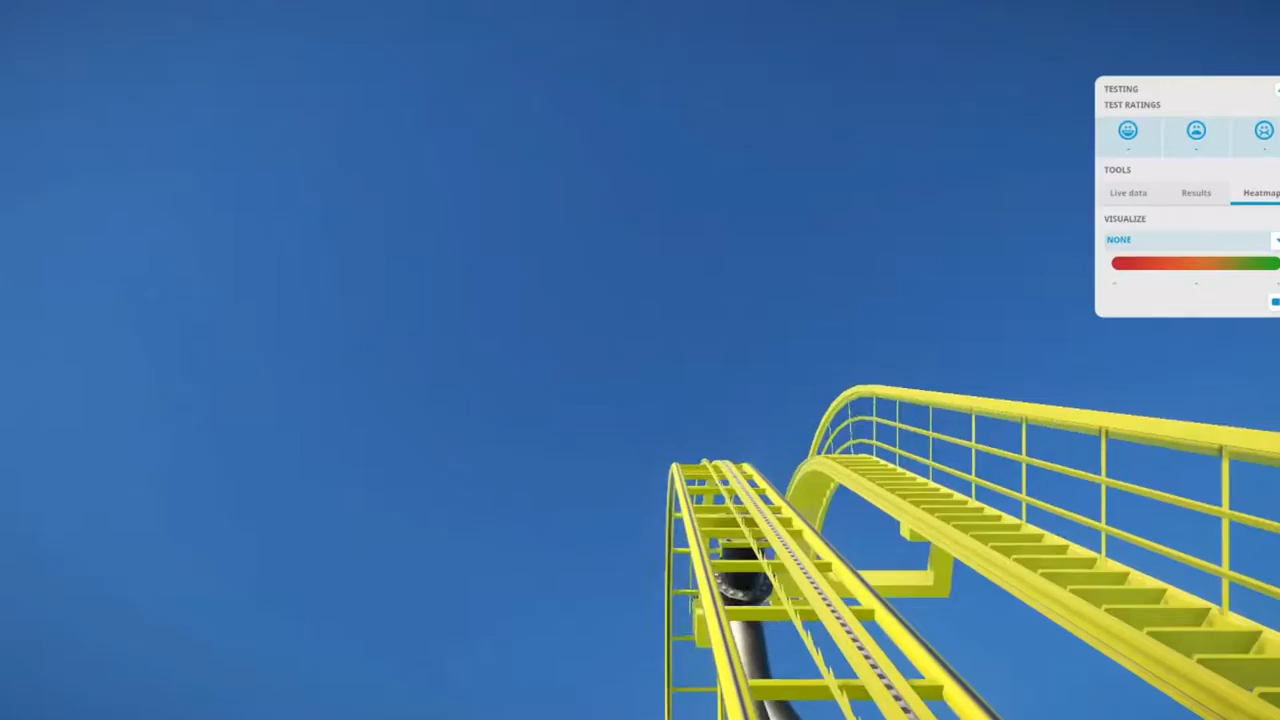 TESTING
TEST RATINGS
- - -
TOOLS
Live data Results Heatmap
VISUALIZE
NONE
- - -